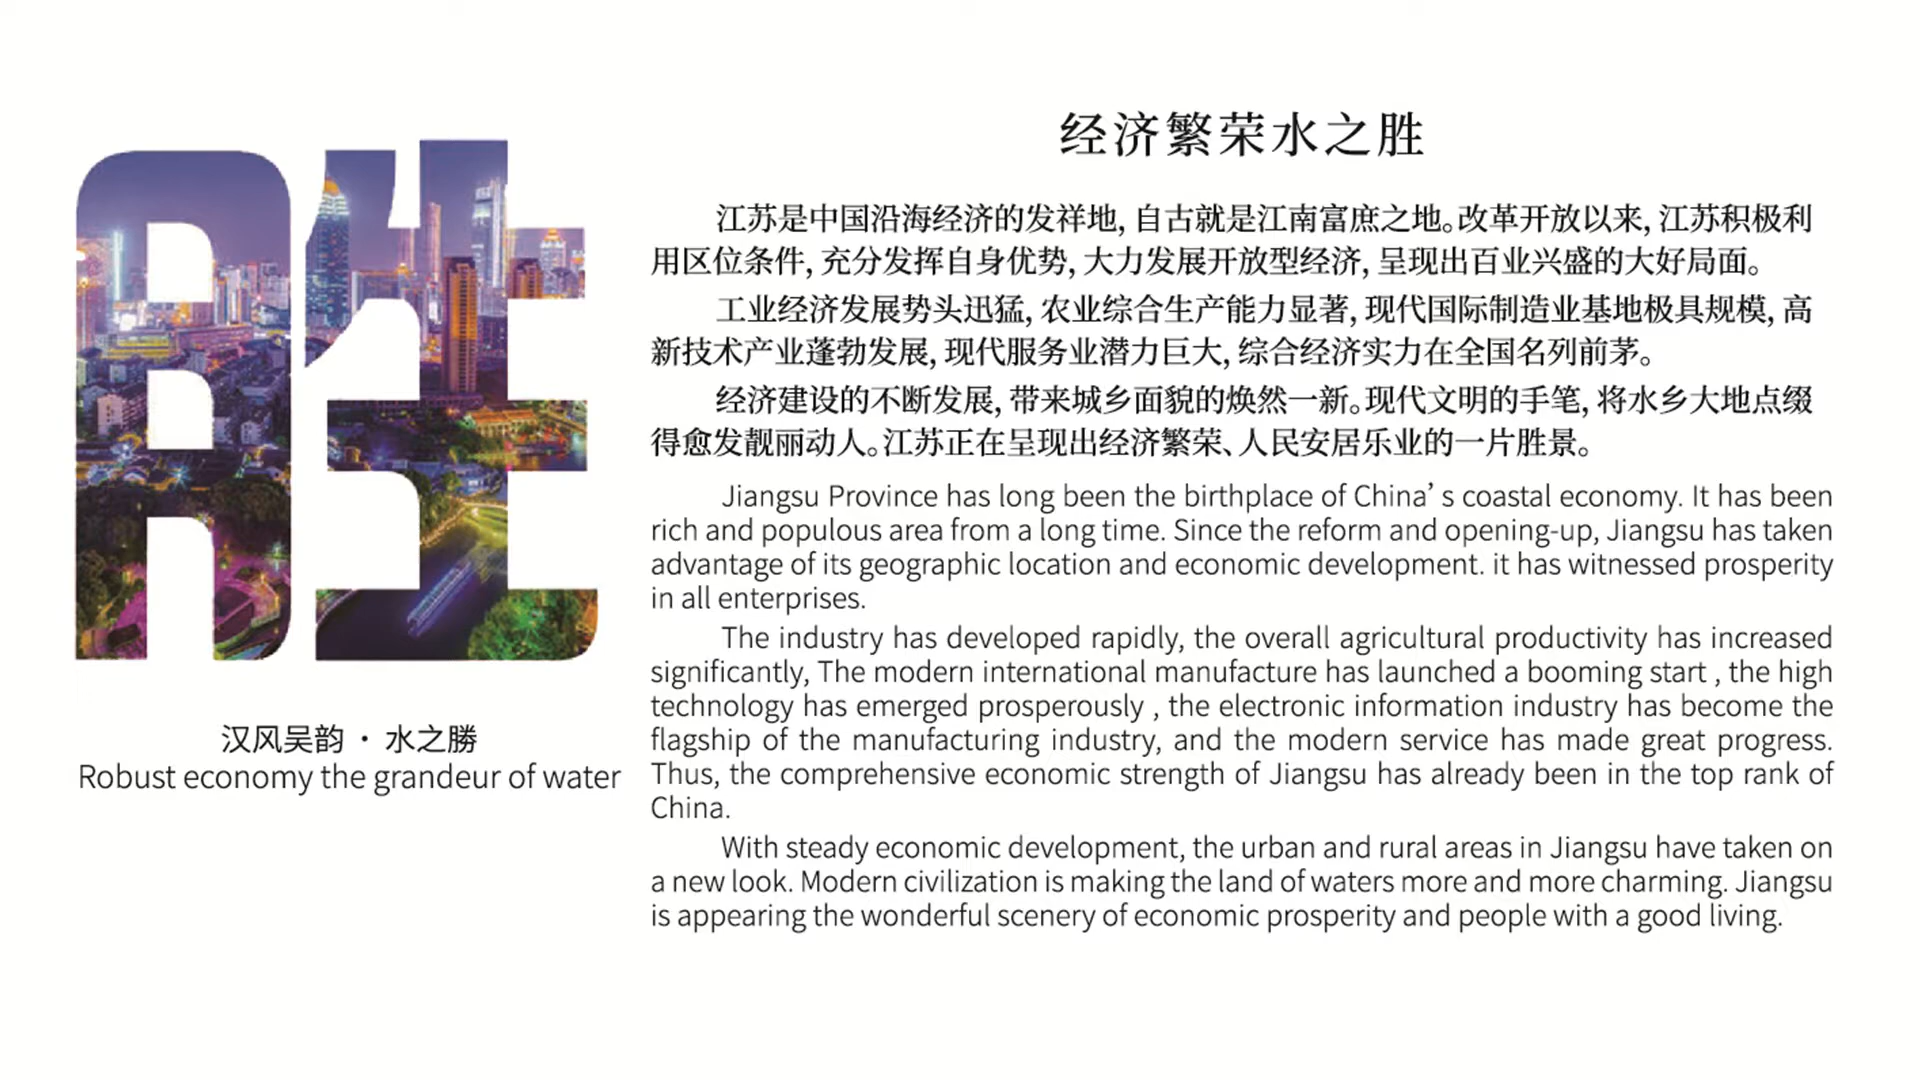 胜
汉风吴韵·水之勝
Robust economy the grandeur of water
经济繁荣水之胜
江苏是中国沿海经济的发祥地，自古就是江南富庶之地。改革开放以来，江苏积极利
用区位条件，充分发挥自身优势，大力发展开放型经济，呈现出百业兴盛的大好局面。
工业经济发展势头迅猛，农业综合生产能力显著，现代国际制造业基地极具规模，高
新技术产业蓬勃发展，现代服务业潜力巨大，综合经济实力在全国名列前茅。
经济建设的不断发展，带来城乡面貌的焕然一新。现代文明的手笔，将水乡大地点缀
得愈发靓丽动人。江苏正在呈现出经济繁荣、人民安居乐业的一片胜景。
Jiangsu Province has long been the birthplace of China’s coastal economy. It has been
rich and populous area from a long time. Since the reform and opening-up, Jiangsu has taken
advantage of its geographic location and economic development. it has witnessed prosperity
in all enterprises.
The industry has developed rapidly, the overall agricultural productivity has increased
significantly, The modern international manufacture has launched a booming start , the high
technology has emerged prosperously , the electronic information industry has become the
flagship of the manufacturing industry, and the modern service has made great progress.
Thus, the comprehensive economic strength of Jiangsu has already been in the top rank of
China.
With steady economic development, the urban and rural areas in Jiangsu have taken on
a new look. Modern civilization is making the land of waters more and more charming. Jiangsu
is appearing the wonderful scenery of economic prosperity and people with a good living.